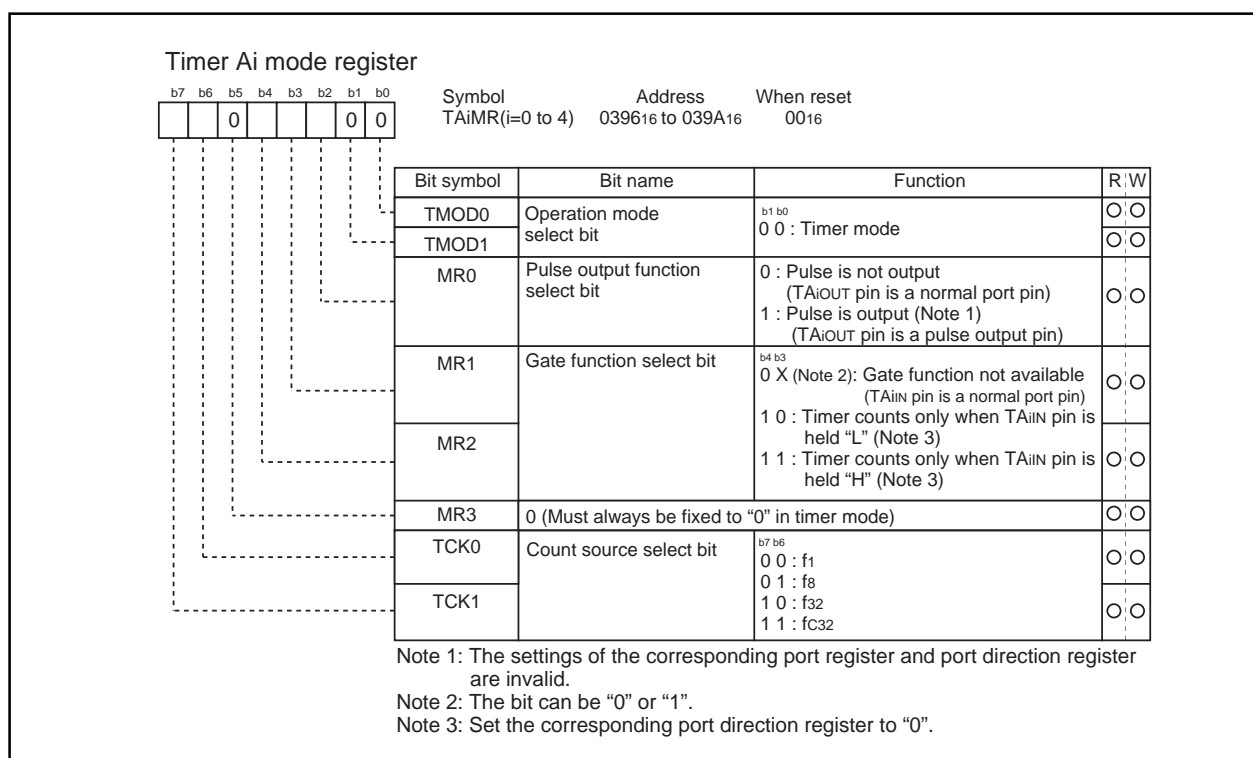 Timer Ai mode register
b7 b6 b5 b4 b3 b2 b1 b0
0 0 0
Symbol Address When reset
TAiMR(i=0 to 4) 039616 to 039A16 0016
Bit symbol Bit name Function R W
TMOD0 Operation mode select bit b1 b0
0 0 : Timer mode
TMOD1
MR0 Pulse output function select bit 0 : Pulse is not output
(TAiOUT pin is a normal port pin)
1 : Pulse is output (Note 1)
(TAiOUT pin is a pulse output pin)
MR1 Gate function select bit b4 b3
0 X (Note 2): Gate function not available
(TAiIN pin is a normal port pin)
1 0 : Timer counts only when TAiIN pin is
held “L” (Note 3)
MR2
1 1 : Timer counts only when TAiIN pin is
held “H” (Note 3)
MR3 0 (Must always be fixed to “0” in timer mode)
TCK0 Count source select bit b7 b6
0 0 : f1
0 1 : f8
TCK1
1 0 : f32
1 1 : fC32
Note 1: The settings of the corresponding port register and port direction register
are invalid.
Note 2: The bit can be “0” or “1”.
Note 3: Set the corresponding port direction register to “0”.